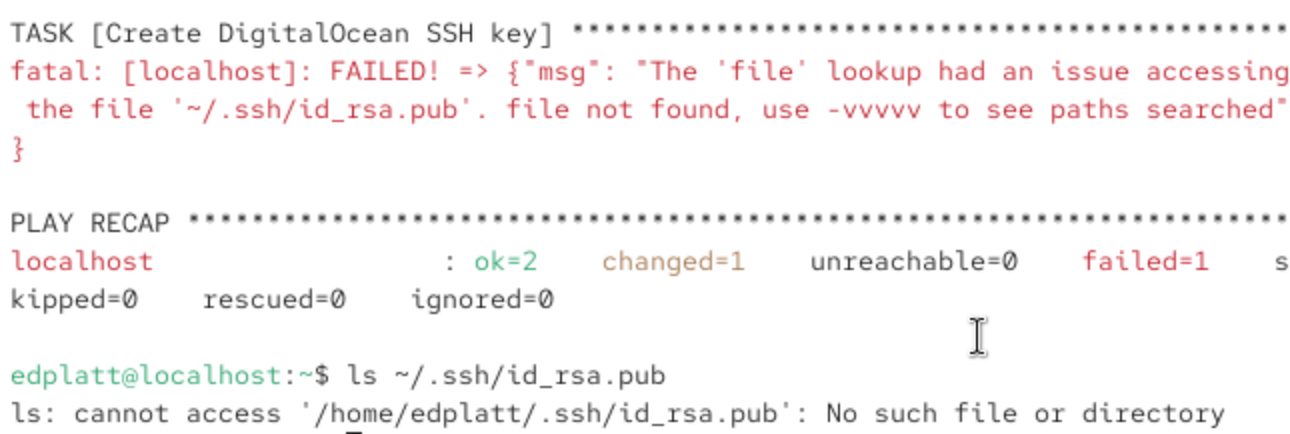 TASK [Create DigitalOcean SSH key] *********************************************
fatal: [localhost]: FAILED! => {"msg": "The 'file' lookup had an issue accessing
 the file '~/.ssh/id_rsa.pub'. file not found, use -vvvvv to see paths searched"
}
PLAY RECAP *********************************************************************
localhost                  : ok=2    changed=1    unreachable=0    failed=1    s
kipped=0    rescued=0    ignored=0
edplatt@localhost:~$ ls ~/.ssh/id_rsa.pub
ls: cannot access '/home/edplatt/.ssh/id_rsa.pub': No such file or directory